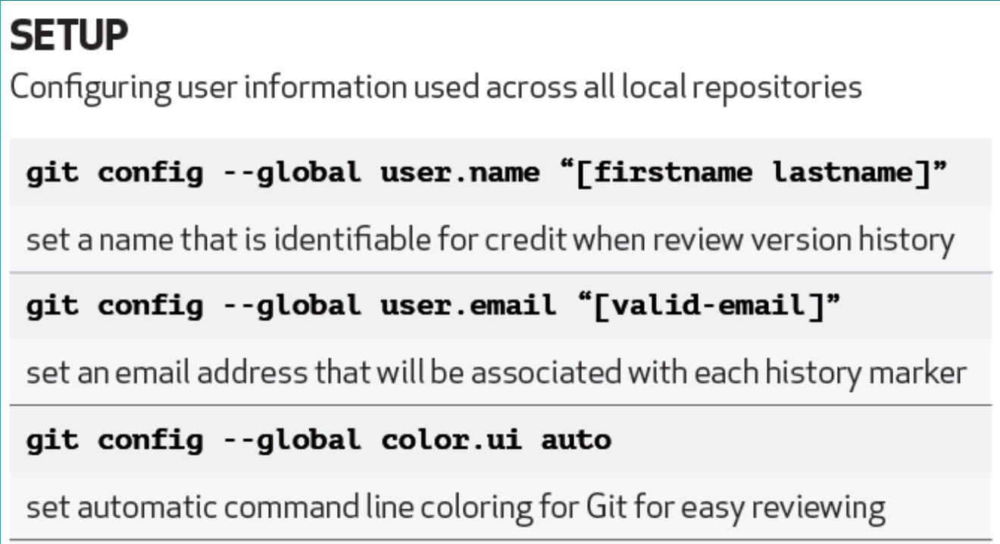 SETUP
Configuring user information used across all local repositories
git config --global user.name “[firstname lastname]”
set a name that is identifiable for credit when review version history
git config --global user.email “[valid-email]”
set an email address that will be associated with each history marker
git config --global color.ui auto
set automatic command line coloring for Git for easy reviewing